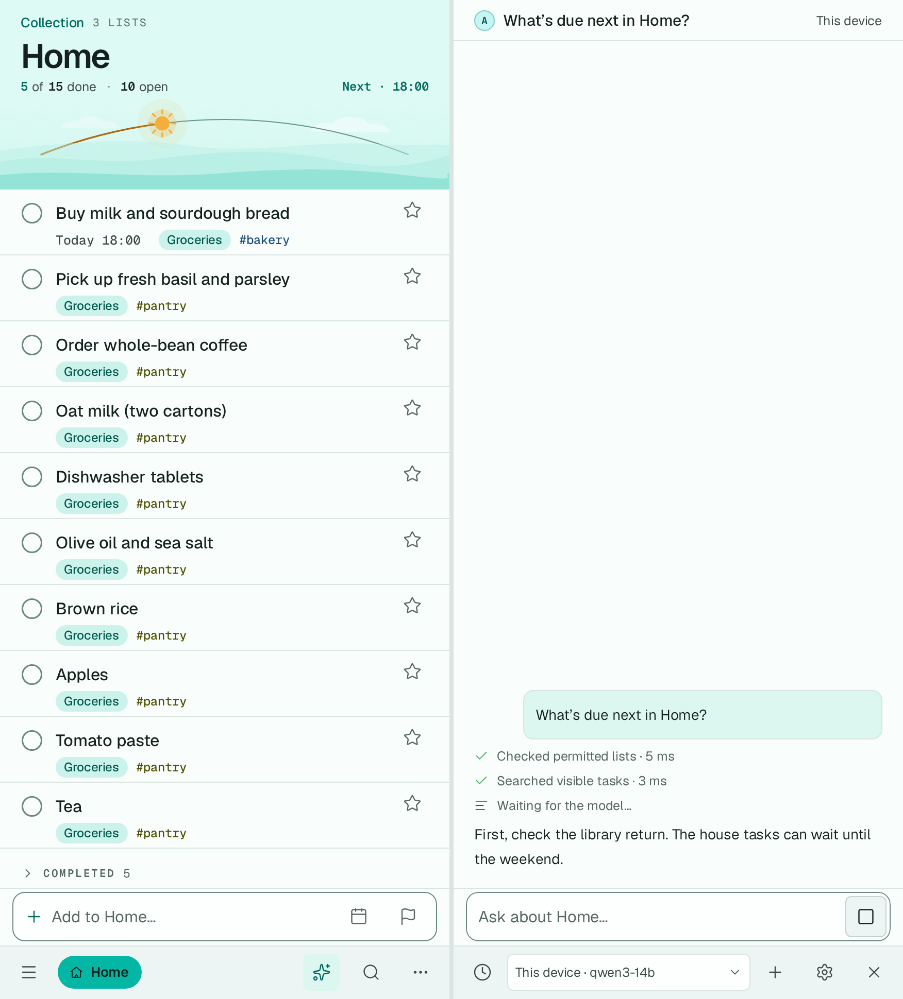 Collection 3 LISTS
Home
5 of 15 done · 10 open
Next · 18:00
Buy milk and sourdough bread
Today 18:00 Groceries #bakery
Pick up fresh basil and parsley
Groceries #pantry
Order whole-bean coffee
Groceries #pantry
Oat milk (two cartons)
Groceries #pantry
Dishwasher tablets
Groceries #pantry
Olive oil and sea salt
Groceries #pantry
Brown rice
Groceries #pantry
Apples
Groceries #pantry
Tomato paste
Groceries #pantry
Tea
Groceries #pantry
COMPLETED 5
Add to Home…
Home
A What’s due next in Home? This device
What’s due next in Home?
Checked permitted lists · 5 ms
Searched visible tasks · 3 ms
Waiting for the model…
First, check the library return. The house tasks can wait until
the weekend.
Ask about Home…
This device · qwen3-14b